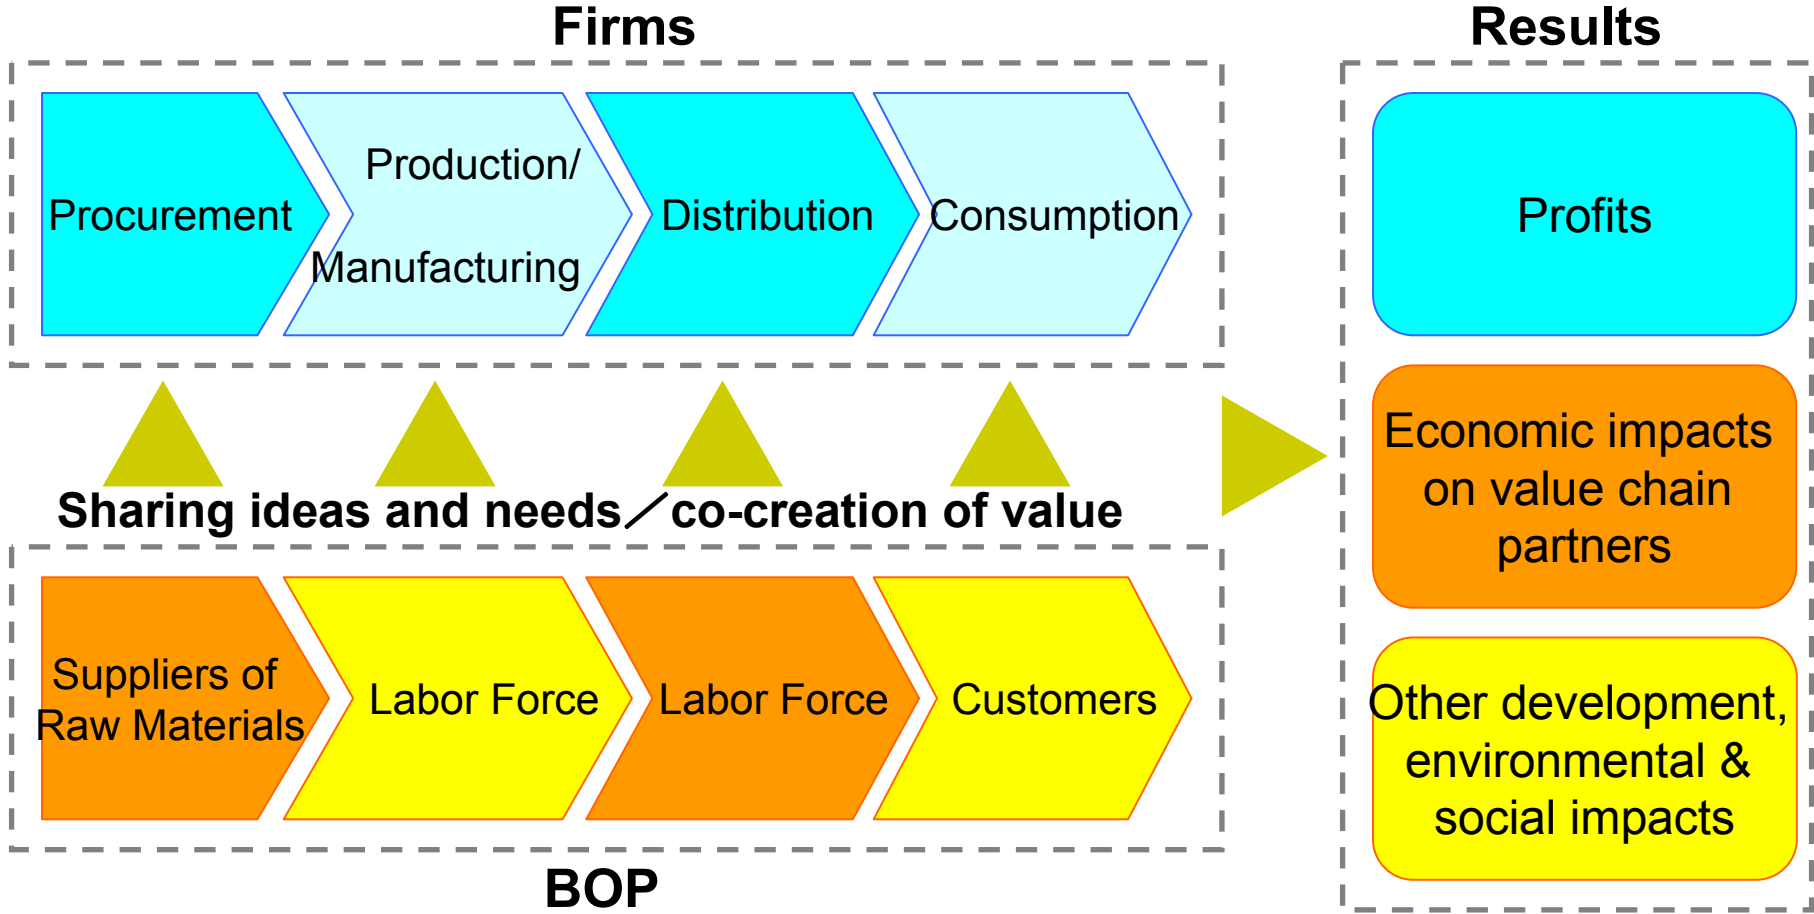 Firms
Results
Procurement
Production/
Manufacturing
Distribution
Consumption
Profits
Sharing ideas and needs／co-creation of value
Economic impacts
on value chain
partners
Suppliers of
Raw Materials
Labor Force
Labor Force
Customers
Other development,
environmental &
social impacts
BOP